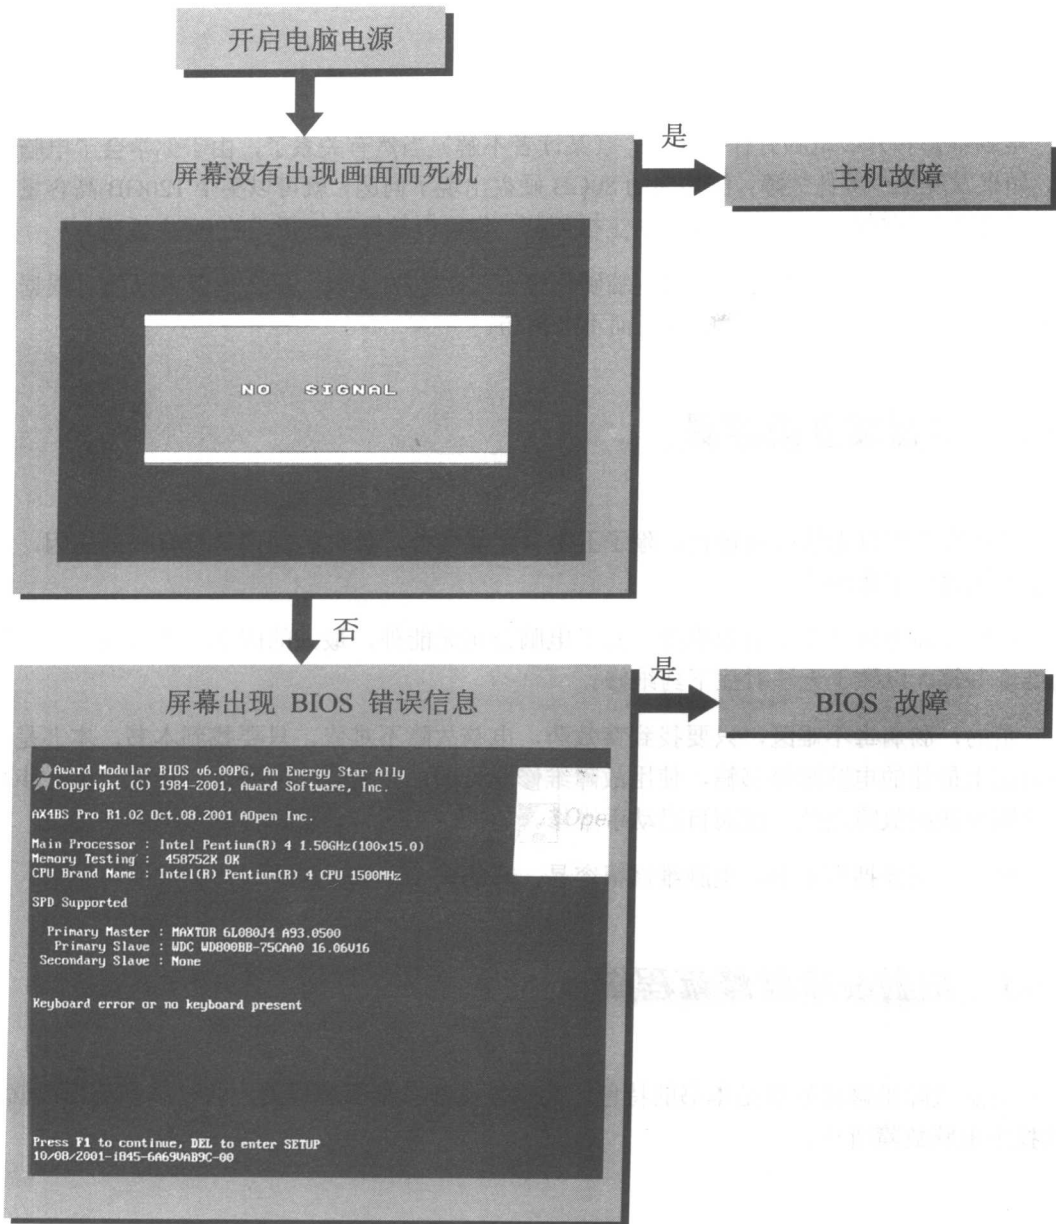 开启电脑电源
屏幕没有出现画面而死机
是
主机故障
NO SIGNAL
否
屏幕出现 BIOS 错误信息
是
BIOS 故障
Award Modular BIOS v6.00PG, An Energy Star Ally
Copyright (C) 1984-2001, Award Software, Inc.
AX4BS Pro R1.02 Oct.08.2001 AOpen Inc.
Main Processor : Intel Pentium(R) 4 1.50GHz(100x15.0)
Memory Testing : 458752K OK
CPU Brand Name : Intel(R) Pentium(R) 4 CPU 1500MHz
SPD Supported
Primary Master : MAXTOR 6L080J4 A93.0500
Primary Slave : WDC WD800BB-75CAA0 16.06V16
Secondary Slave : None
Keyboard error or no keyboard present
Press F1 to continue, DEL to enter SETUP
10/08/2001-i845-6A69VAB9C-00